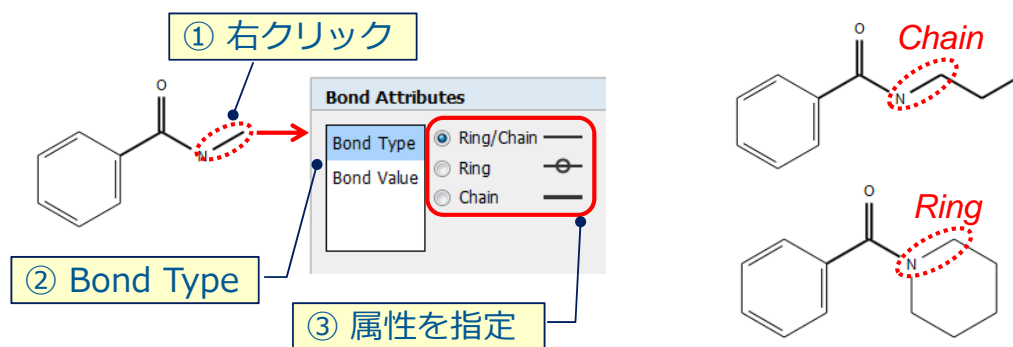 ① 右クリック
O
N
Bond Attributes
Bond Type
Bond Value
Ring/Chain
Ring
Chain
② Bond Type
③ 属性を指定
O
Chain
N
O
Ring
N